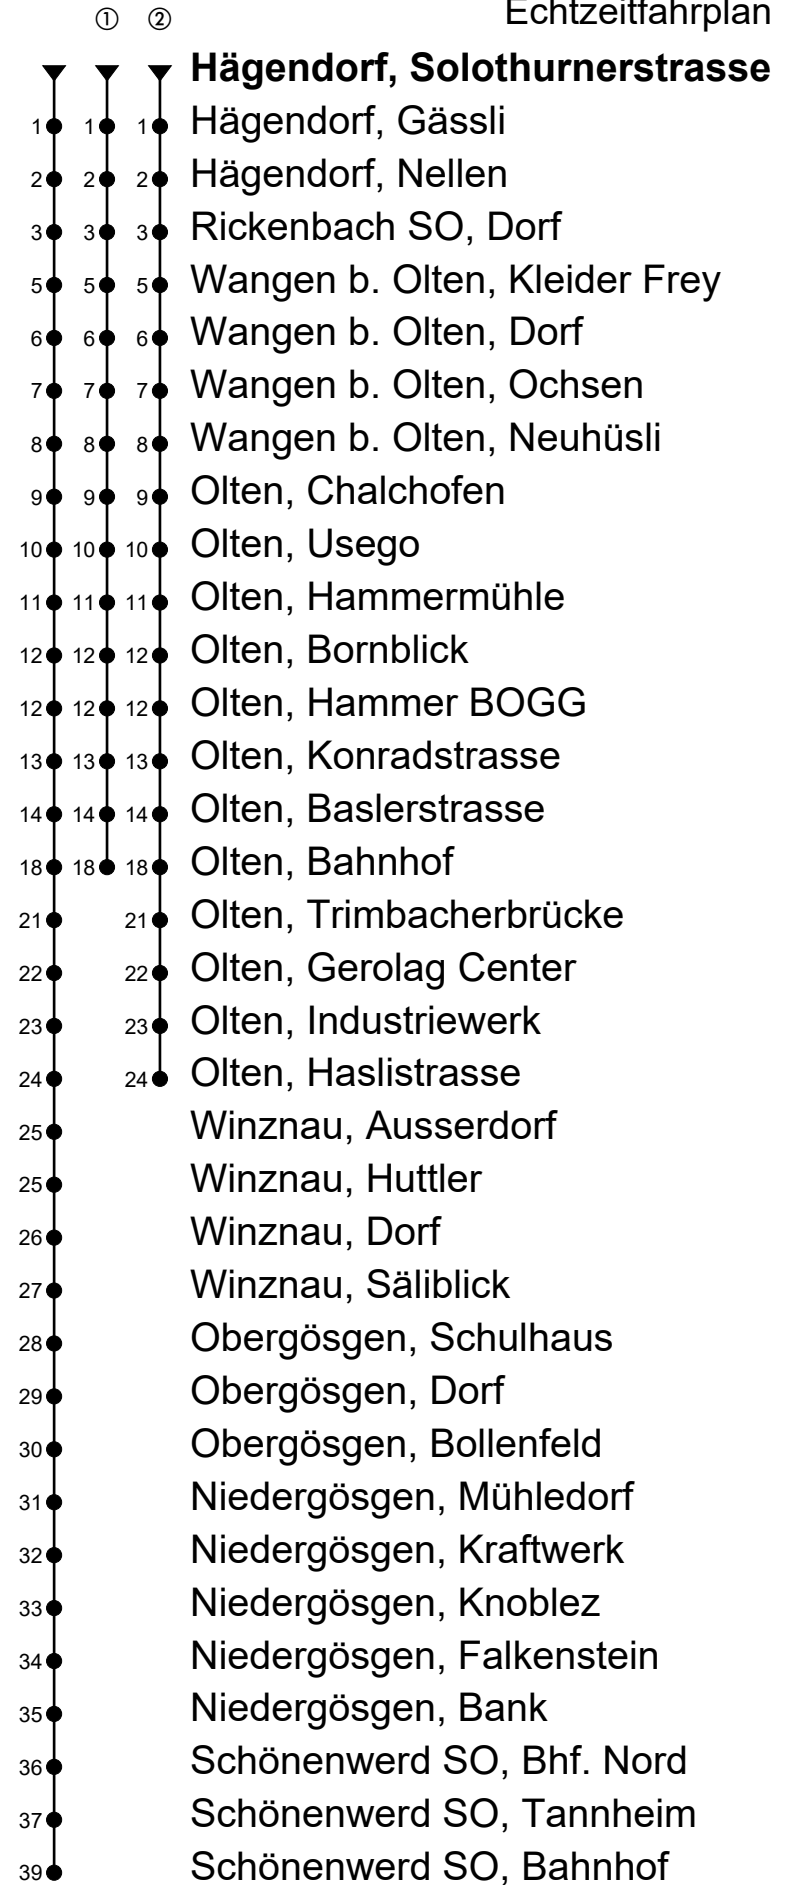 Echtzeitfahrplan
① ②
Hägendorf, Solothurnerstrasse
1 1 1 Hägendorf, Gässli
2 2 2 Hägendorf, Nellen
3 3 3 Rickenbach SO, Dorf
5 5 5 Wangen b. Olten, Kleider Frey
6 6 6 Wangen b. Olten, Dorf
7 7 7 Wangen b. Olten, Ochsen
8 8 8 Wangen b. Olten, Neuhüsli
9 9 9 Olten, Chalchofen
10 10 10 Olten, Usego
11 11 11 Olten, Hammermühle
12 12 12 Olten, Bornblick
12 12 12 Olten, Hammer BOGG
13 13 13 Olten, Konradstrasse
14 14 14 Olten, Baslerstrasse
18 18 18 Olten, Bahnhof
21 21 Olten, Trimbacherbrücke
22 22 Olten, Gerolag Center
23 23 Olten, Industriewerk
24 24 Olten, Haslistrasse
25 Winznau, Ausserdorf
25 Winznau, Huttler
26 Winznau, Dorf
27 Winznau, Säliblick
28 Obergösgen, Schulhaus
29 Obergösgen, Dorf
30 Obergösgen, Bollenfeld
31 Niedergösgen, Mühledorf
32 Niedergösgen, Kraftwerk
33 Niedergösgen, Knoblez
34 Niedergösgen, Falkenstein
35 Niedergösgen, Bank
36 Schönenwerd SO, Bhf. Nord
37 Schönenwerd SO, Tannheim
39 Schönenwerd SO, Bahnhof